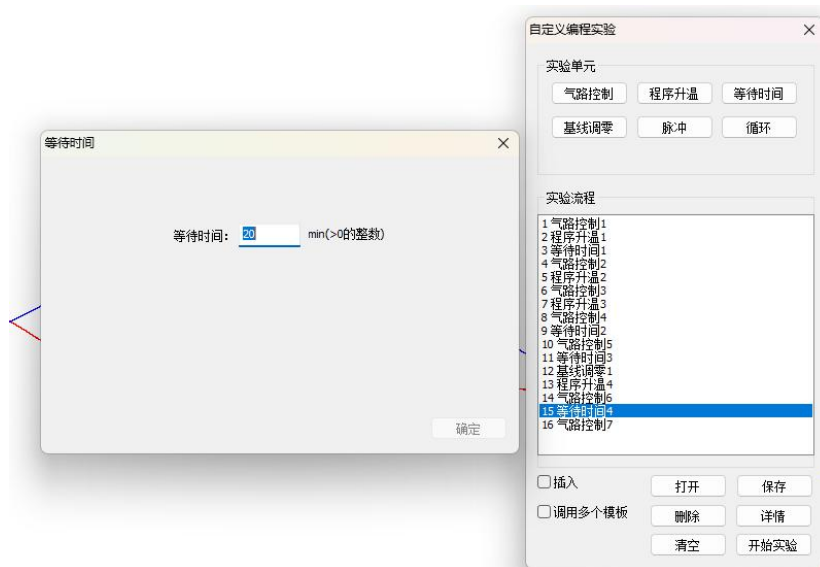 自定义编程实验
实验单元
气路控制 程序升温 等待时间
基线调零 脉冲 循环
等待时间
等待时间: 20 min(>0的整数)
确定
实验流程
1 气路控制1
2 程序升温1
3 等待时间1
4 气路控制2
5 程序升温2
6 气路控制3
7 程序升温3
8 气路控制4
9 等待时间2
10 气路控制5
11 等待时间3
12 基线调零1
13 程序升温4
14 气路控制6
15 等待时间4
16 气路控制7
插入 打开 保存
调用多个模板 删除 详情
清空 开始实验